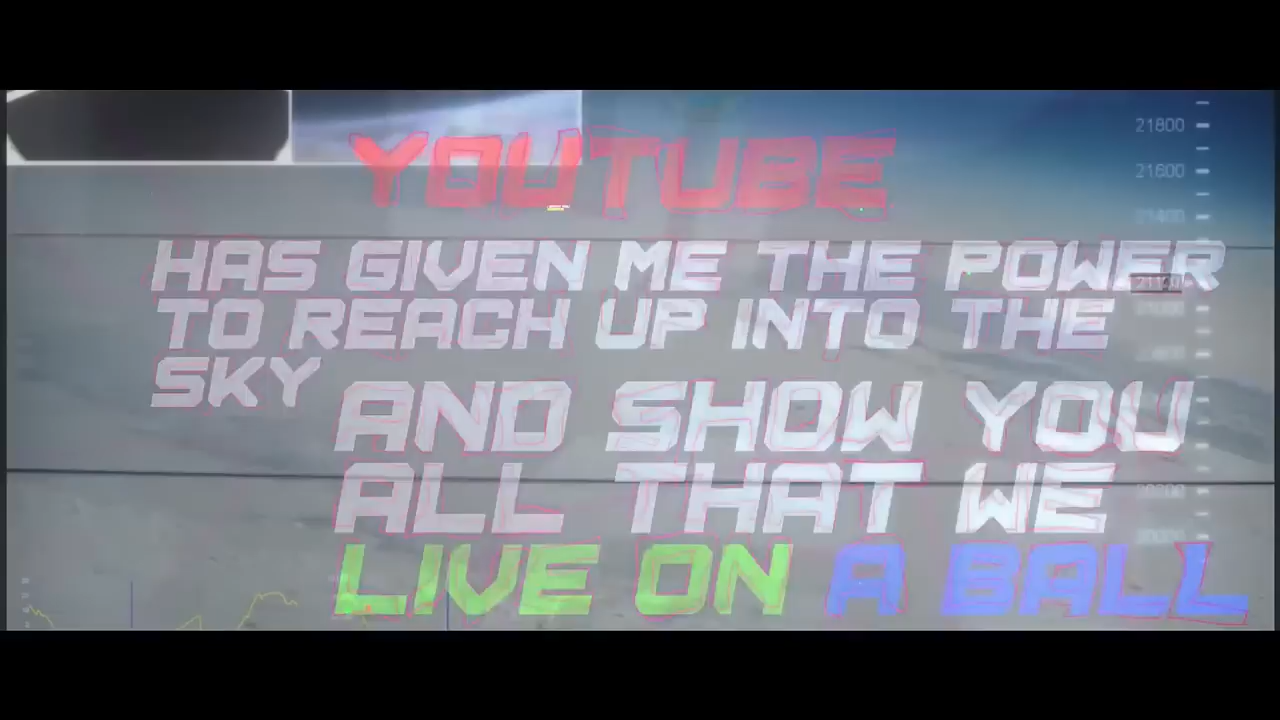 YOUTUBE
HAS GIVEN ME THE POWER
TO REACH UP INTO THE
SKY
AND SHOW YOU
ALL THAT WE
LIVE ON A BALL
21800
21600
21400